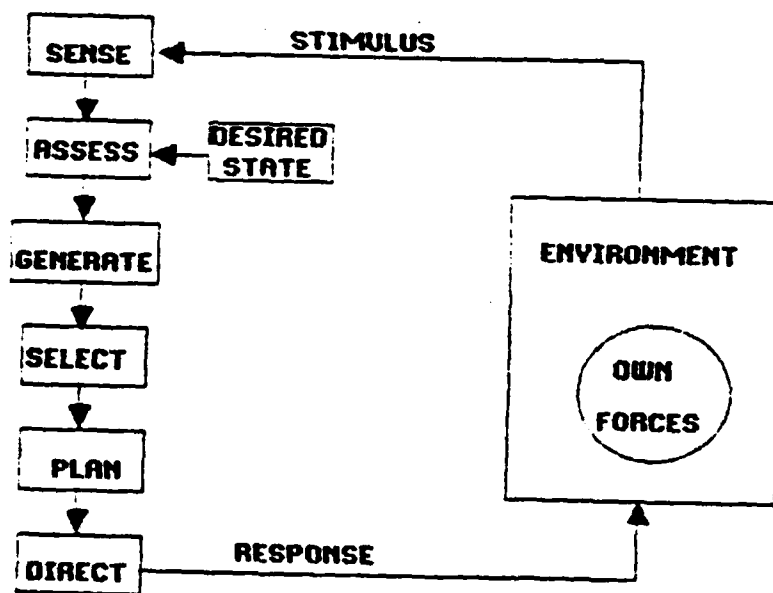 STIMULUS
SENSE
ASSESS
DESIRED
STATE
GENERATE
SELECT
PLAN
DIRECT
RESPONSE
ENVIRONMENT
OWN
FORCES